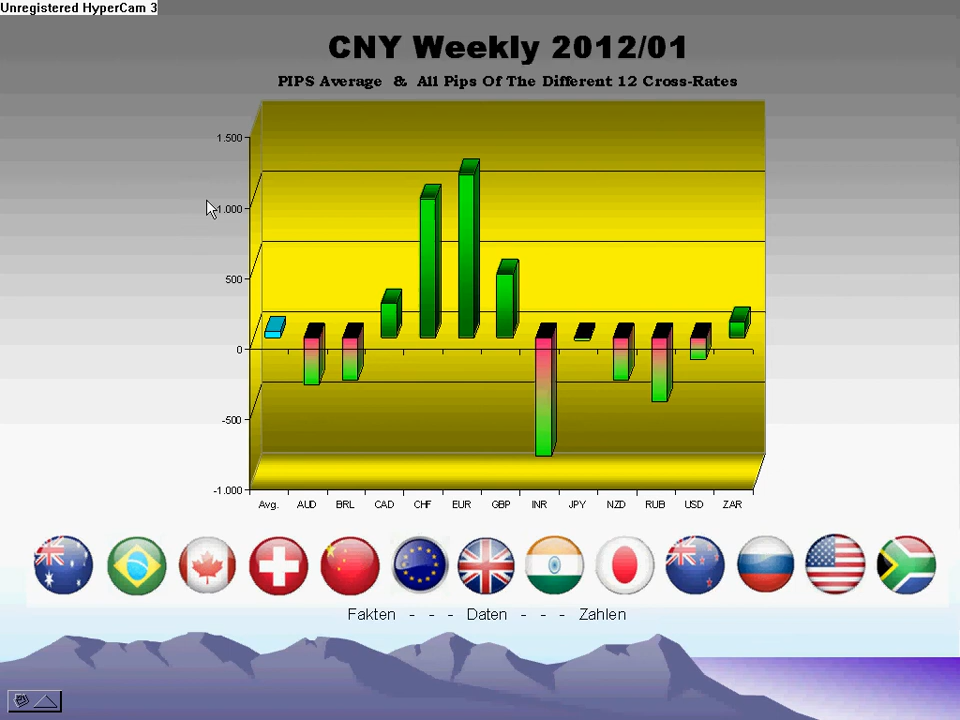 Unregistered HyperCam 3
CNY Weekly 2012/01
PIPS Average & All Pips Of The Different 12 Cross-Rates
1.500
1.000
500
0
-500
-1.000
Avg. AUD BRL CAD CHF EUR GBP INR JPY NZD RUB USD ZAR
Fakten - - - Daten - - - Zahlen